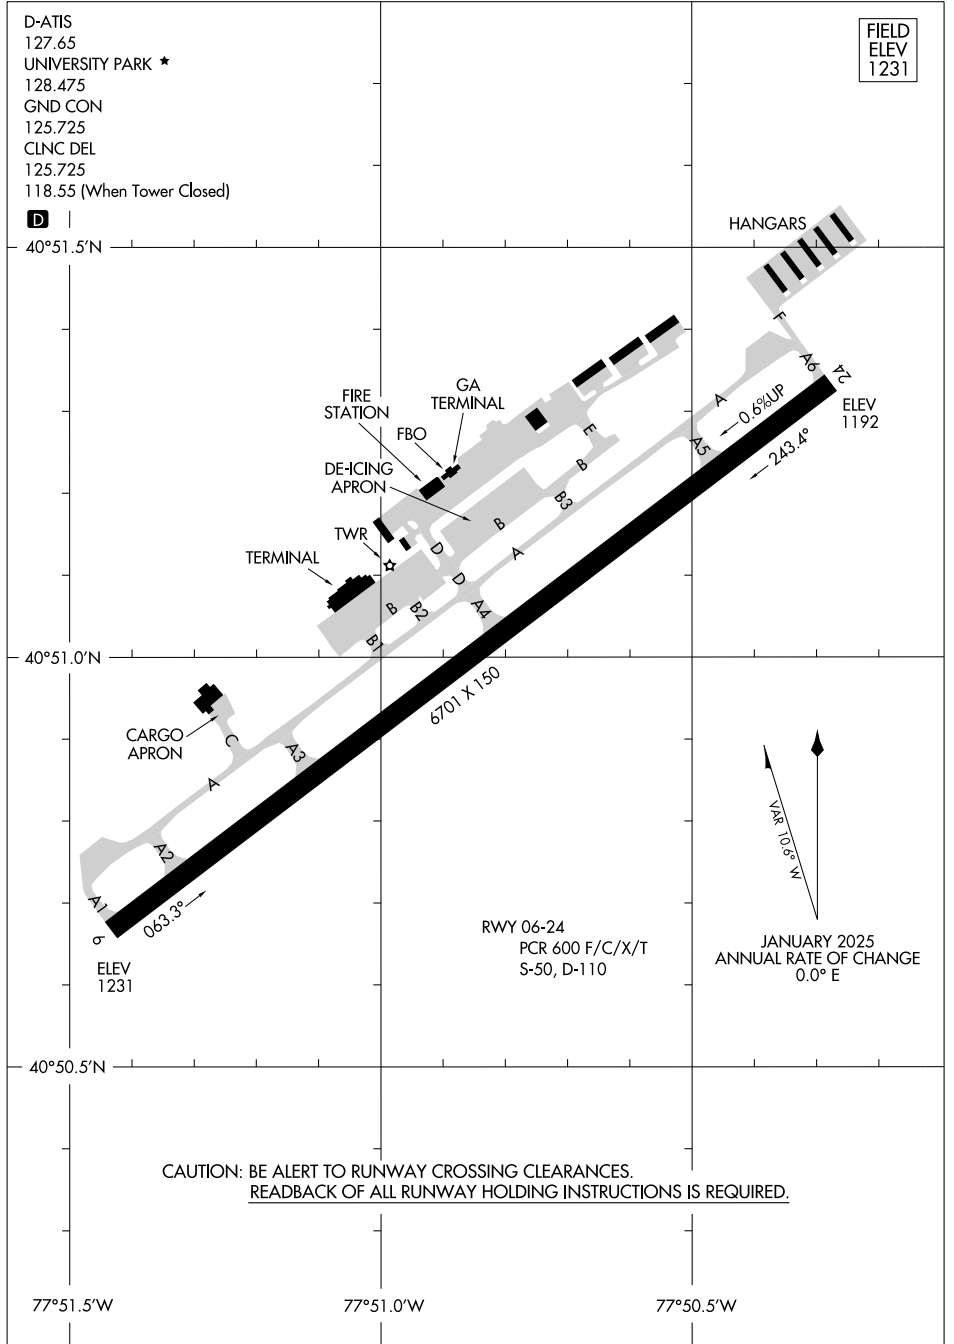 D-ATIS
127.65
UNIVERSITY PARK ★
128.475
GND CON
125.725
CLNC DEL
125.725
118.55 (When Tower Closed)
D
FIELD
ELEV
1231
40°51.5'N
HANGARS
F
A6
24
ELEV
1192
A
0.6%UP
243.4°
A5
GA
TERMINAL
FIRE
STATION
FBO
DE-ICING
APRON
E
B
B3
B
A
TWR
D
D
TERMINAL
B
B2
A4
B1
40°51.0'N
6701 X 150
CARGO
APRON
C
A3
A
A2
A1
6
063.3°
ELEV
1231
VAR 10.6° W
RWY 06-24
PCR 600 F/C/X/T
S-50, D-110
JANUARY 2025
ANNUAL RATE OF CHANGE
0.0° E
40°50.5'N
CAUTION: BE ALERT TO RUNWAY CROSSING CLEARANCES.
READBACK OF ALL RUNWAY HOLDING INSTRUCTIONS IS REQUIRED.
77°51.5'W
77°51.0'W
77°50.5'W